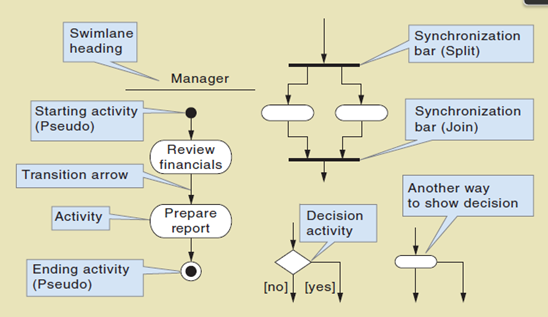 Swimlane
heading
Manager
Starting activity
(Pseudo)
Review
financials
Transition arrow
Activity
Prepare
report
Ending activity
(Pseudo)
Synchronization
bar (Split)
Synchronization
bar (Join)
Decision
activity
[no] [yes]
Another way
to show decision